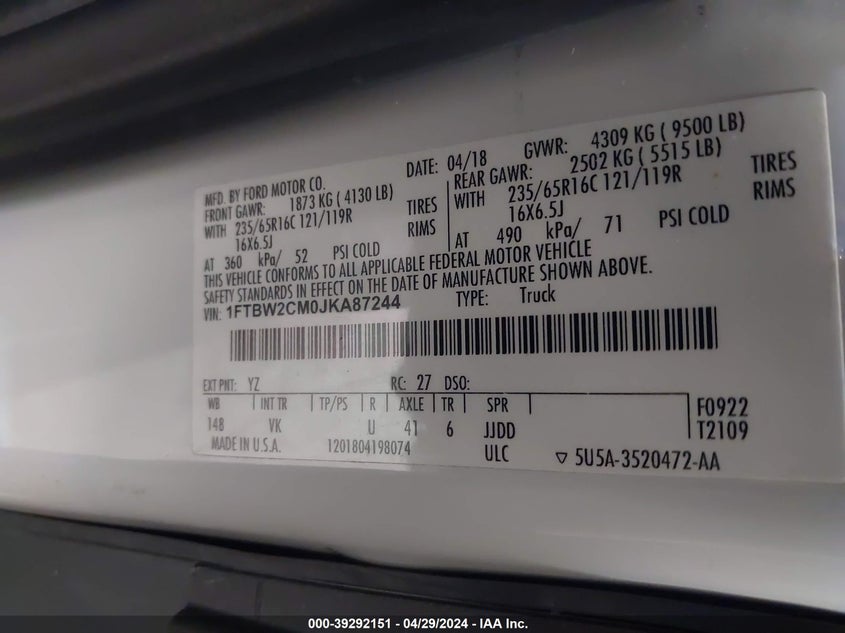 MFD. BY FORD MOTOR CO. DATE: 04/18 GVWR: 4309 KG ( 9500 LB)
FRONT GAWR: 1873 KG ( 4130 LB) REAR GAWR: 2502 KG ( 5515 LB)
WITH 235/65R16C 121/119R TIRES WITH 235/65R16C 121/119R TIRES
16X6.5J RIMS 16X6.5J RIMS
AT 360 kPa/ 52 PSI COLD AT 490 kPa/ 71 PSI COLD
THIS VEHICLE CONFORMS TO ALL APPLICABLE FEDERAL MOTOR VEHICLE
SAFETY STANDARDS IN EFFECT ON THE DATE OF MANUFACTURE SHOWN ABOVE.
VIN: 1FTBW2CM0JKA87244 TYPE: Truck
EXT PNT: YZ RC: 27 DSO:
WB INT TR TP/PS R AXLE TR SPR F0922
148 VK U 41 6 JJDD T2109
MADE IN U.S.A. 1201804198074 ULC ▽ 5U5A-3520472-AA
000-39292151 - 04/29/2024 - IAA Inc.